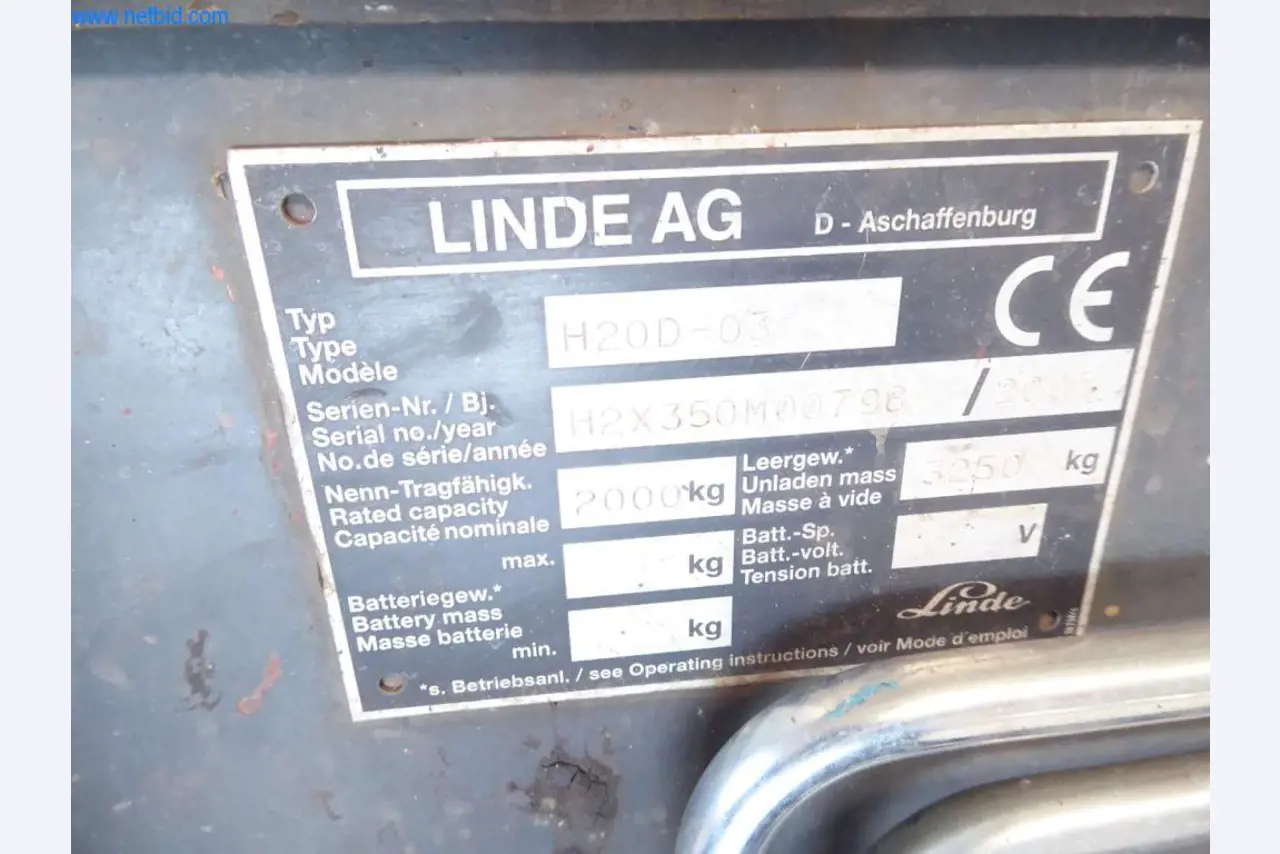 www.netbid.com
LINDE AG D - Aschaffenburg
CE
Typ
Type
Modèle
H20D-03
Serien-Nr. / Bj.
Serial no./year
No.de série/année
H2X350M00798 /
Nenn-Tragfähigk.
Rated capacity
Capacité nominale
2000 kg
Leergew.*
Unladen mass
Masse à vide
3250 kg
Batteriegew.*
Battery mass
Masse batterie
max. kg
min. kg
Batt.-Sp.
Batt.-volt.
Tension batt.
V
Linde
*s. Betriebsanl. / see Operating instructions / voir Mode d'emploi